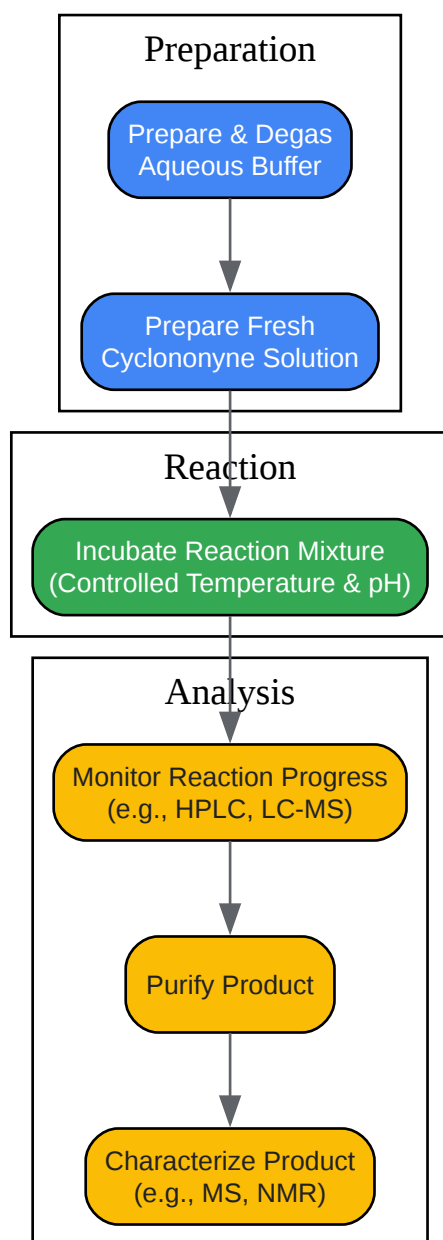 Preparation
Prepare & Degas
Aqueous Buffer
Prepare Fresh
Cyclononyne Solution
Reaction
Incubate Reaction Mixture
(Controlled Temperature & pH)
Analysis
Monitor Reaction Progress
(e.g., HPLC, LC-MS)
Purify Product
Characterize Product
(e.g., MS, NMR)